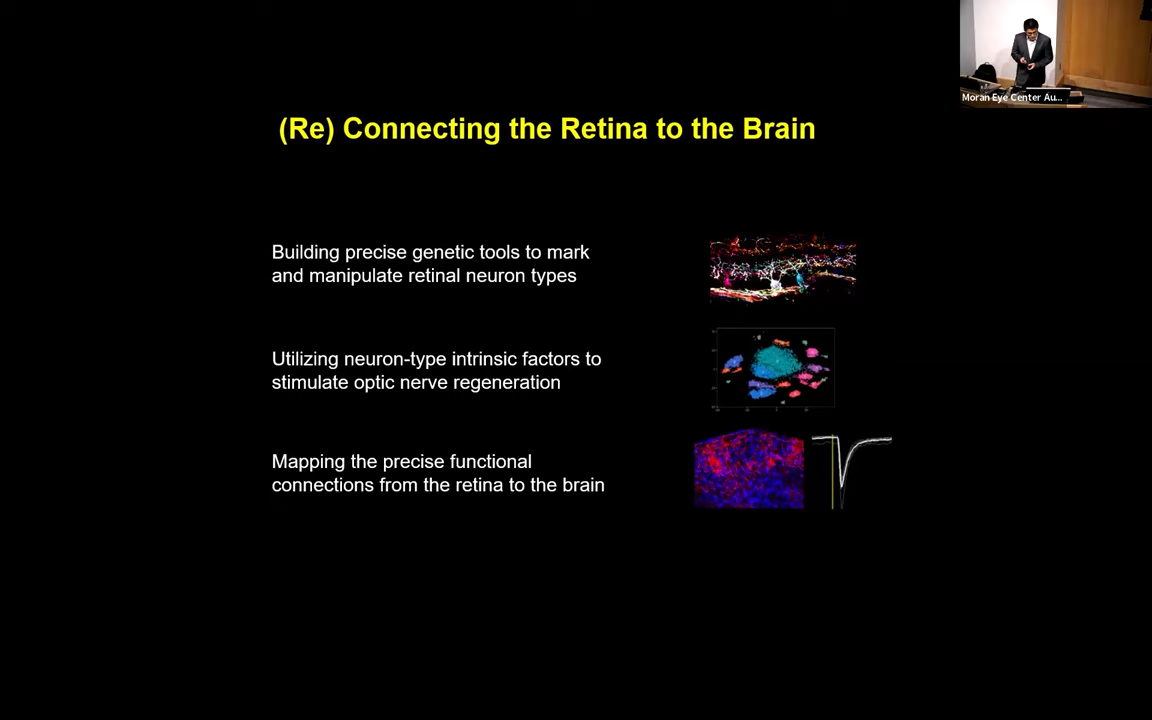 Moran Eye Center Au...
(Re) Connecting the Retina to the Brain
Building precise genetic tools to mark
and manipulate retinal neuron types
Utilizing neuron-type intrinsic factors to
stimulate optic nerve regeneration
Mapping the precise functional
connections from the retina to the brain